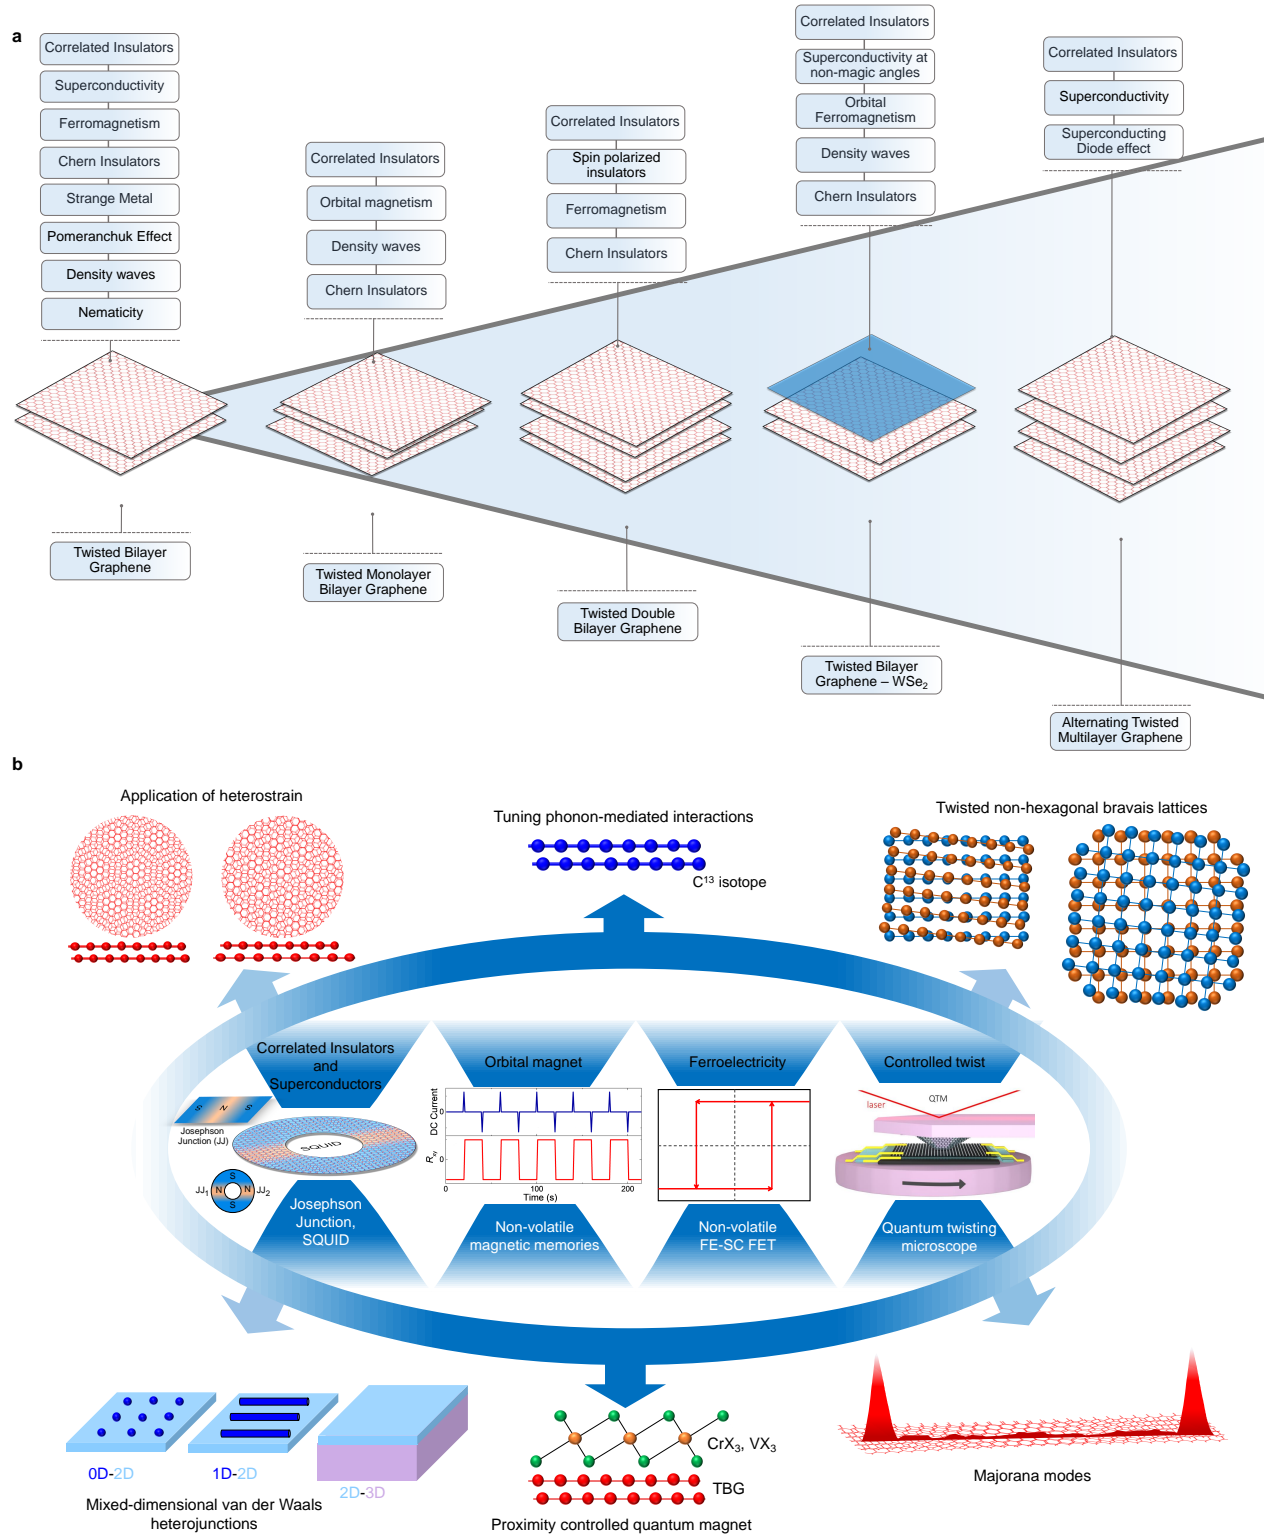 a
Correlated Insulators
Superconductivity
Ferromagnetism
Chern Insulators
Strange Metal
Pomeranchuk Effect
Density waves
Nematicity
Twisted Bilayer
Graphene
Correlated Insulators
Orbital magnetism
Density waves
Chern Insulators
Twisted Monolayer
Bilayer Graphene
Correlated Insulators
Spin polarized
insulators
Ferromagnetism
Chern Insulators
Twisted Double
Bilayer Graphene
Correlated Insulators
Superconductivity at
non-magic angles
Orbital
Ferromagnetism
Density waves
Chern Insulators
Twisted Bilayer
Graphene – WSe₂
Correlated Insulators
Superconductivity
Superconducting
Diode effect
Alternating Twisted
Multilayer Graphene
b
Application of heterostrain
Tuning phonon-mediated interactions
C¹³ isotope
Twisted non-hexagonal bravais lattices
Correlated Insulators
and
Superconductors
S N S
Josephson
Junction (JJ)
SQUID
S
JJ₁ N N JJ₂
S
Josephson
Junction,
SQUID
Orbital magnet
DC Current
0
Rxy
0
0 100 200
Time (s)
Non-volatile
magnetic memories
Ferroelectricity
Non-volatile
FE-SC FET
Controlled twist
laser
QTM
Quantum twisting
microscope
0D-2D
1D-2D
2D-3D
Mixed-dimensional van der Waals
heterojunctions
CrX₃, VX₃
TBG
Proximity controlled quantum magnet
Majorana modes